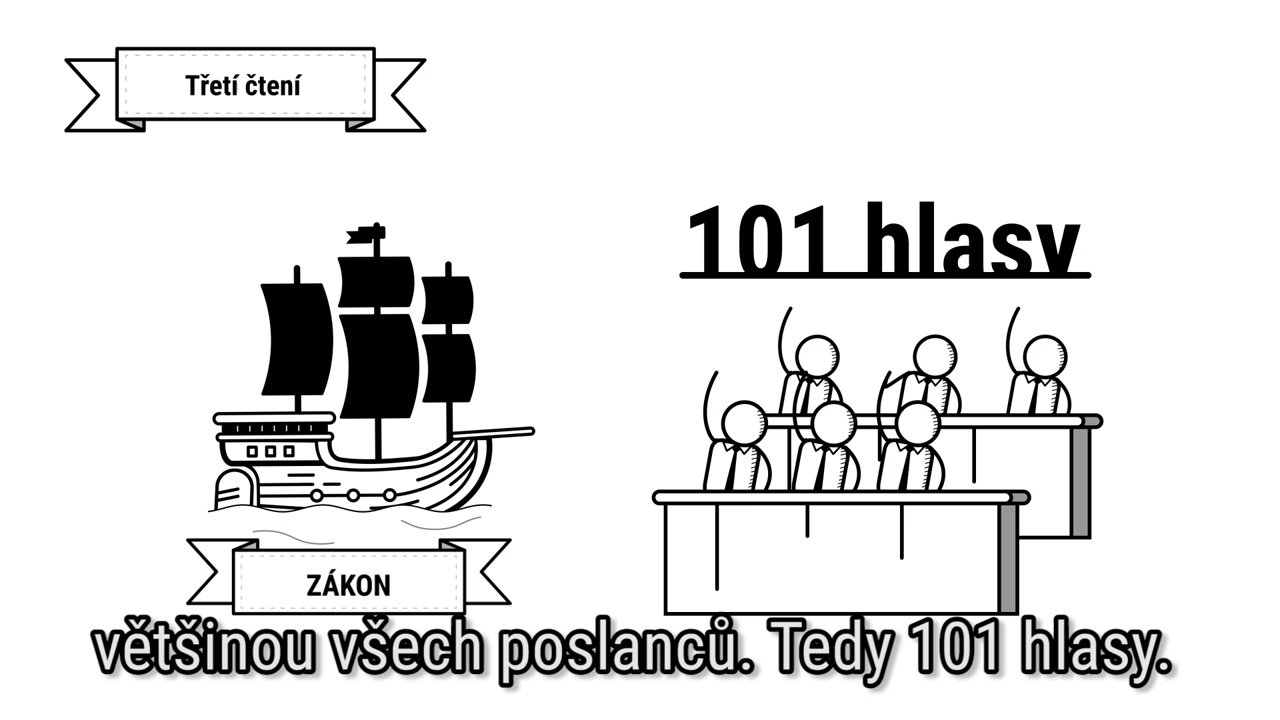 Třetí čtení
101 hlasy
ZÁKON
většinou všech poslanců. Tedy 101 hlasy.